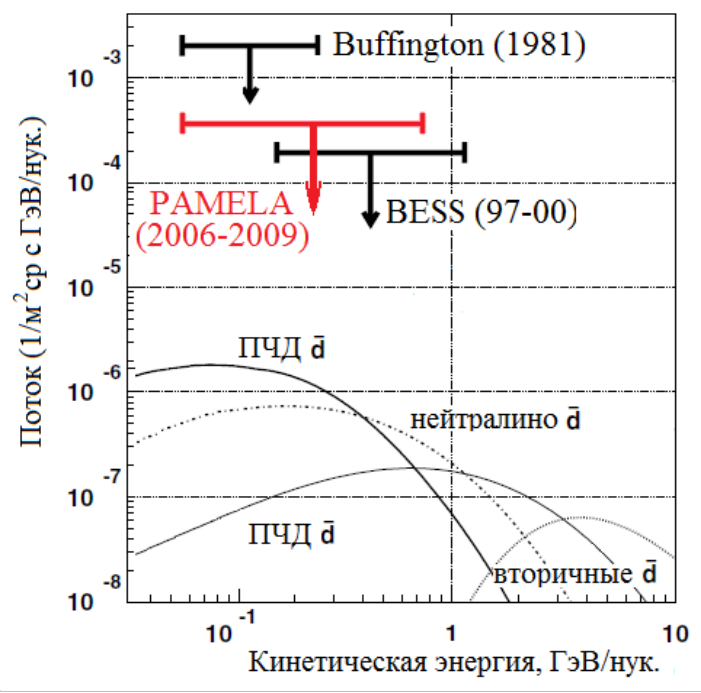 Buffington (1981)
10 -3
PAMELA
(2006-2009)
10 -4
BESS (97-00)
10 -5
ПЧД d̄
10 -6
нейтралино d̄
10 -7
ПЧД d̄
вторичные d̄
10 -8
10 -1
1
10
Кинетическая энергия, ГэВ/нук.
Поток (1/м2ср с ГэВ/нук.)